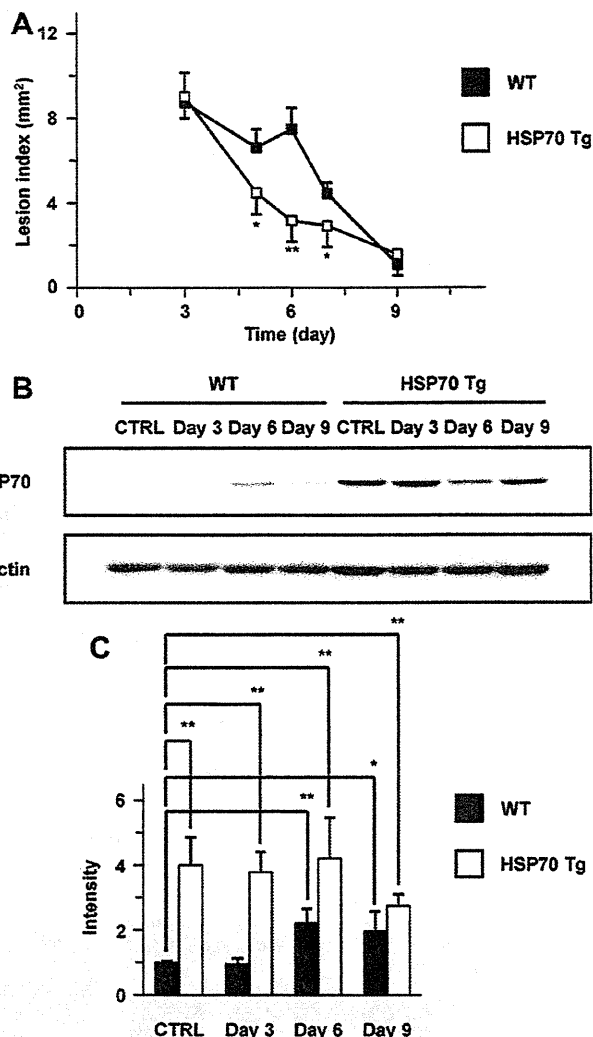 A
12
8
4
0
Lesion index (mm²)
WT
HSP70 Tg
*
**
*
0
3
6
9
Time (day)
B
WT
HSP70 Tg
CTRL Day 3 Day 6 Day 9 CTRL Day 3 Day 6 Day 9
P70
ctin
C
**
**
**
**
*
**
6
4
2
0
Intensity
WT
HSP70 Tg
CTRL Day 3 Day 6 Day 9